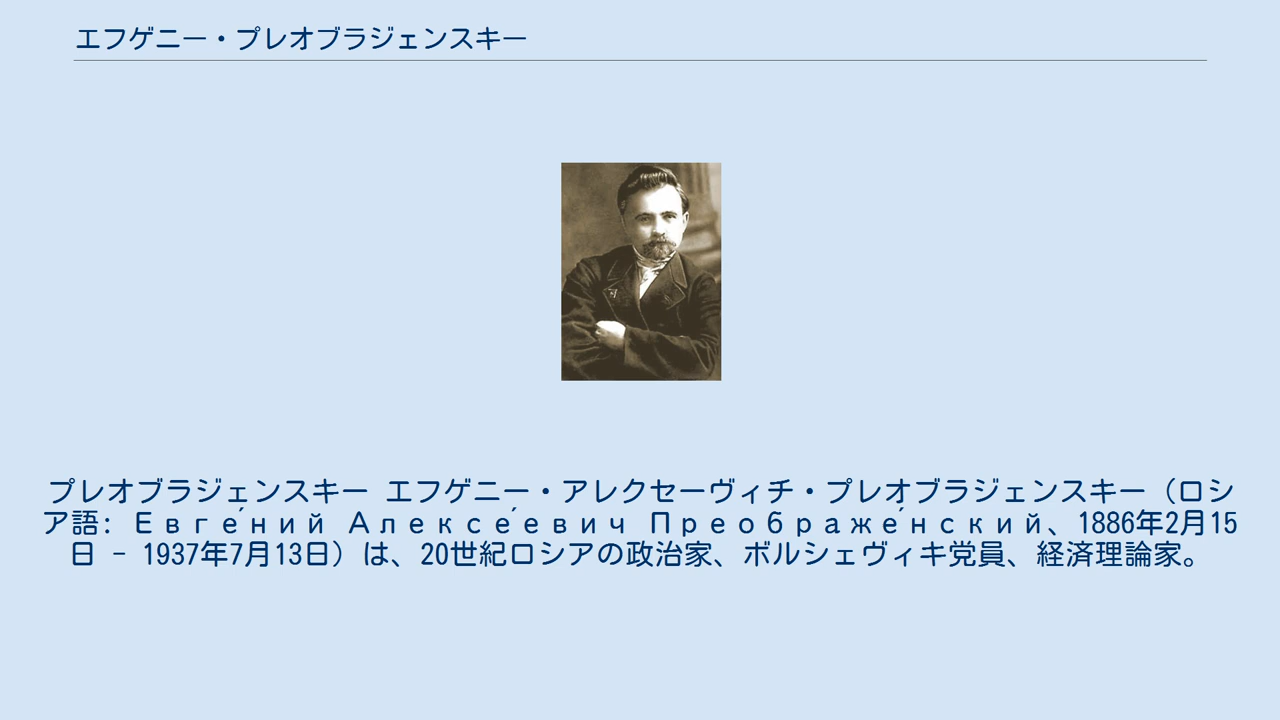 エフゲニー・プレオブラジェンスキー
プレオブラジェンスキー エフゲニー・アレクセーヴィチ・プレオブラジェンスキー（ロシ
ア語: Евге́ний Алексе́евич Преображе́нский、1886年2月15
日 - 1937年7月13日）は、20世紀ロシアの政治家、ボルシェヴィキ党員、経済理論家。